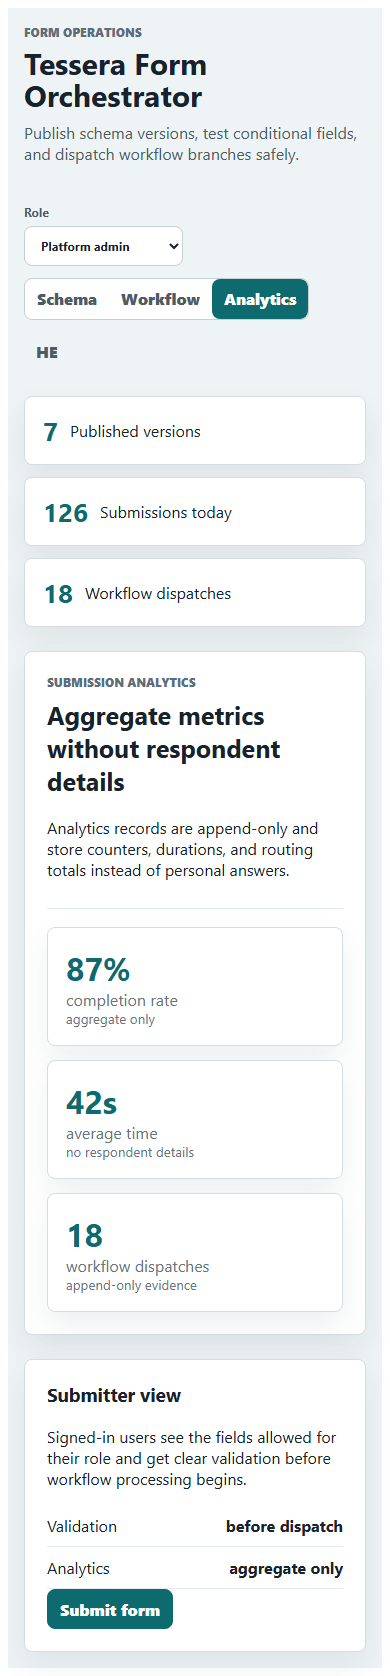 FORM OPERATIONS
Tessera Form
Orchestrator
Publish schema versions, test conditional fields,
and dispatch workflow branches safely.
Role
Platform admin
Schema Workflow Analytics
HE
7 Published versions
126 Submissions today
18 Workflow dispatches
SUBMISSION ANALYTICS
Aggregate metrics
without respondent
details
Analytics records are append-only and
store counters, durations, and routing
totals instead of personal answers.
87%
completion rate
aggregate only
42s
average time
no respondent details
18
workflow dispatches
append-only evidence
Submitter view
Signed-in users see the fields allowed for
their role and get clear validation before
workflow processing begins.
Validation before dispatch
Analytics aggregate only
Submit form